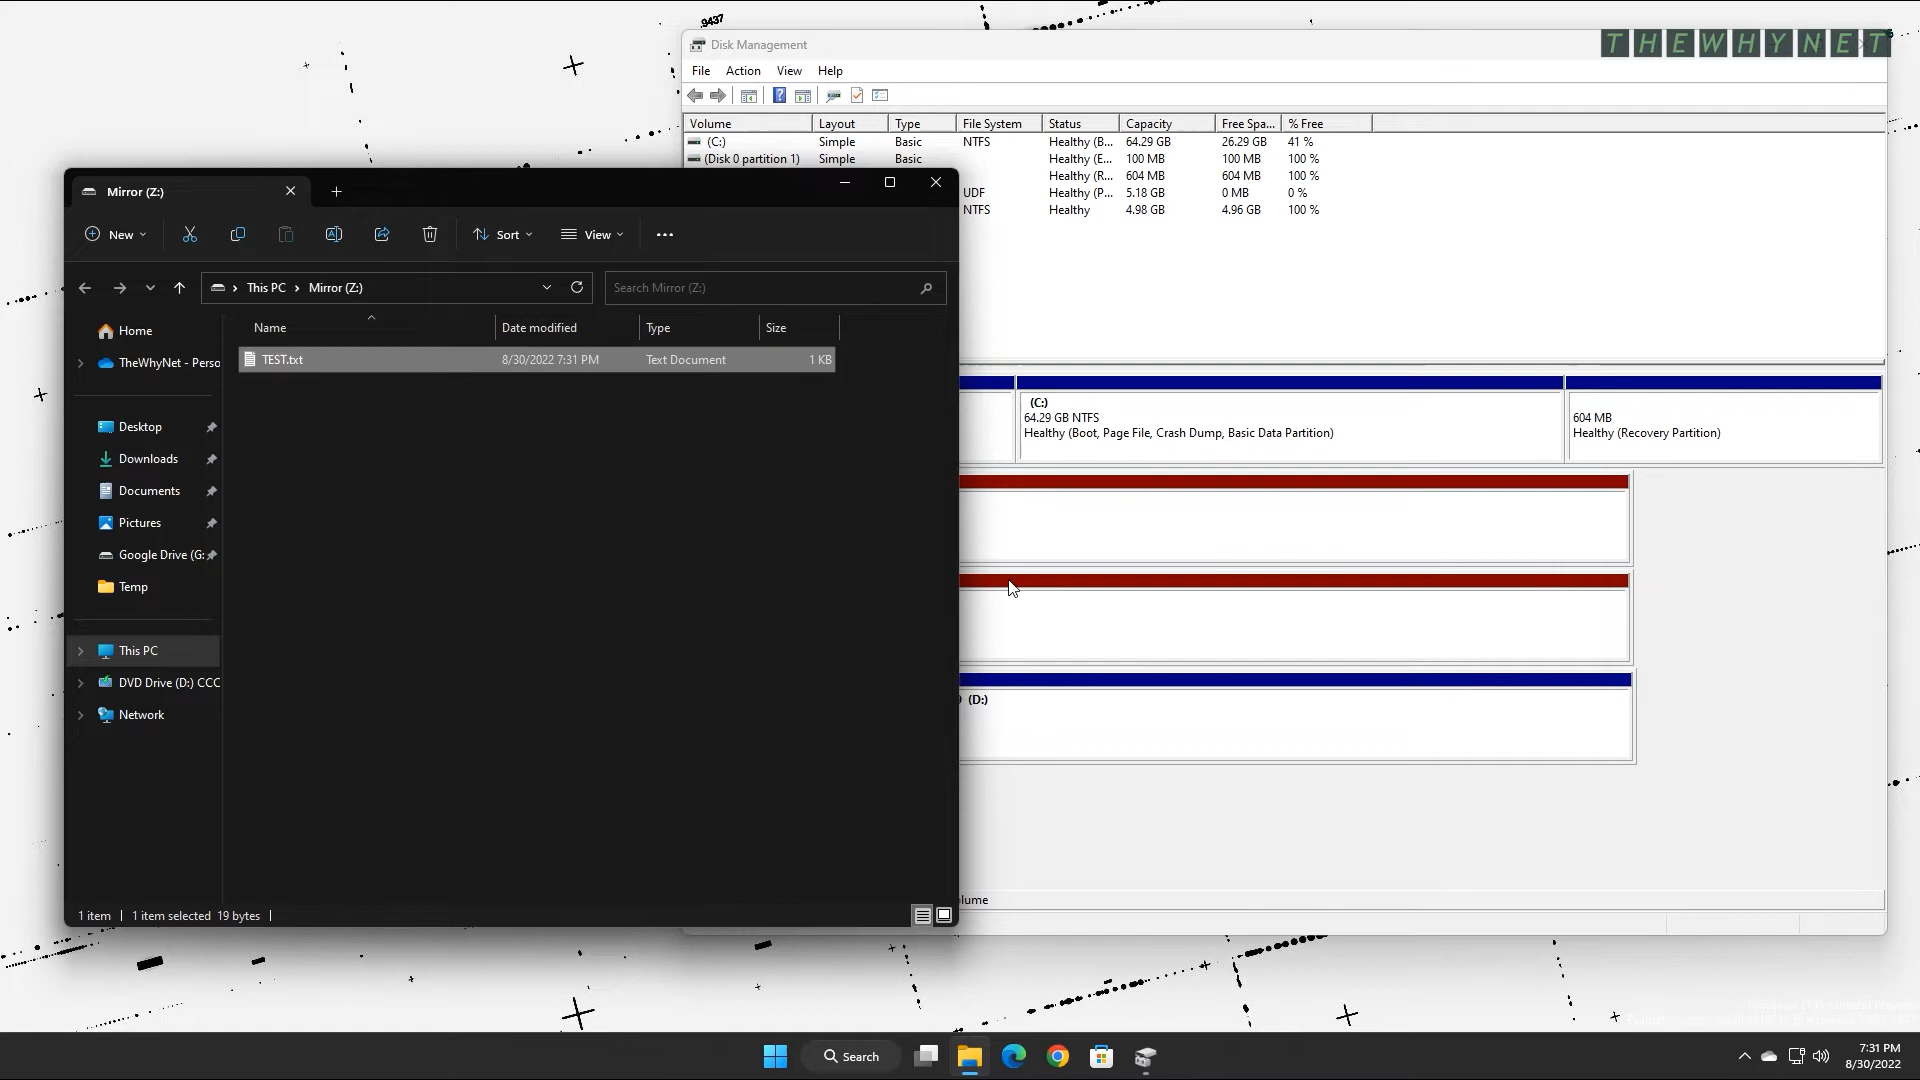 .9437
Disk Management
THEWHYNET
File Action View Help
Volume Layout Type File System Status Capacity Free Spa... % Free
(C:) Simple Basic NTFS Healthy (B... 64.29 GB 26.29 GB 41 %
(Disk 0 partition 1) Simple Basic Healthy (E... 100 MB 100 MB 100 %
Healthy (R... 604 MB 604 MB 100 %
UDF Healthy (P... 5.18 GB 0 MB 0 %
NTFS Healthy 4.98 GB 4.96 GB 100 %
Mirror (Z:)
New Sort View
This PC > Mirror (Z:) Search Mirror (Z:)
Name Date modified Type Size
TEST.txt 8/30/2022 7:31 PM Text Document 1 KB
Home
TheWhyNet - Perso
Desktop
Downloads
Documents
Pictures
Google Drive (G:
Temp
This PC
DVD Drive (D:) CCC
Network
1 item 1 item selected 19 bytes
(C:)
64.29 GB NTFS
Healthy (Boot, Page File, Crash Dump, Basic Data Partition)
604 MB
Healthy (Recovery Partition)
(D:)
Search
7:31 PM
8/30/2022